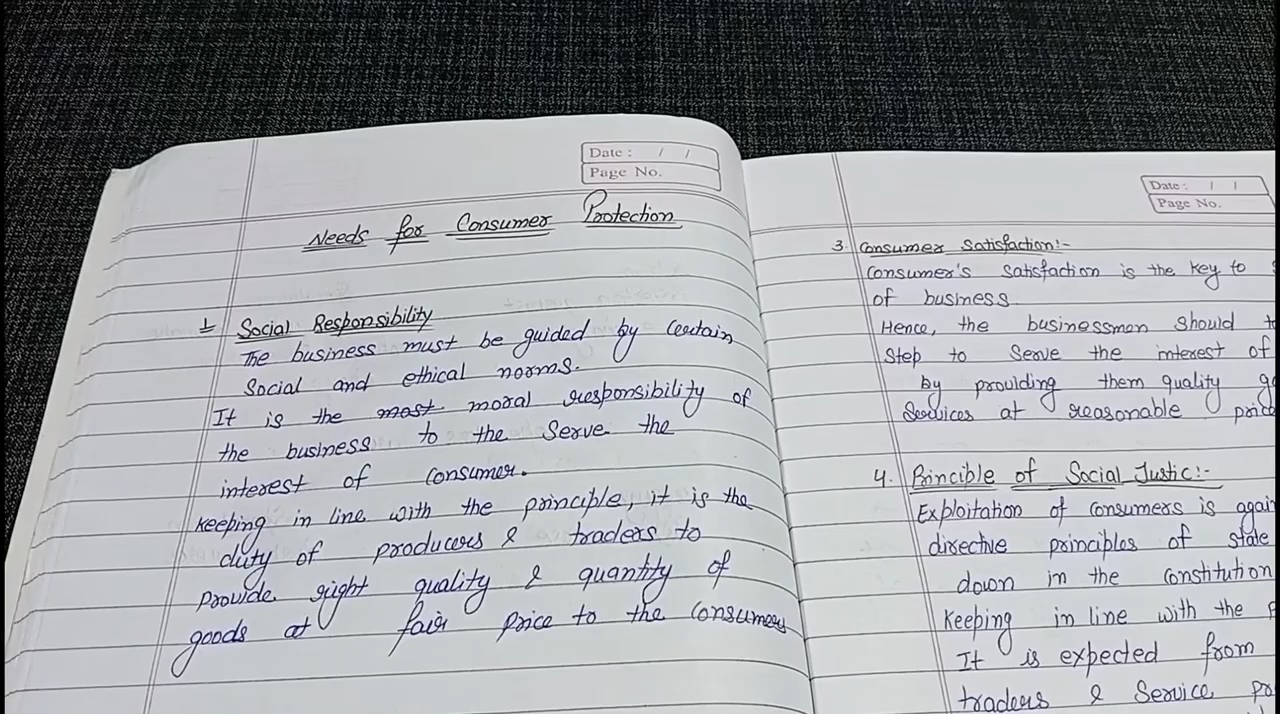 Date : / /
Page No.
Needs for Consumer Protection
1 Social Responsibility
The business must be guided by certain
Social and ethical norms.
It is the most moral responsibility of
the business to the Serve the
interest of consumer.
Keeping in line with the principle, it is the
duty of producers & traders to
Provide right quality & quantity of
goods at fair price to the consumers
Date : / /
Page No.
3. Consumer Satisfaction:-
Consumer's Satisfaction is the key to
of business
Hence, the businessmen should
Step to Serve the interest of
by providing them quality
Services at reasonable
4. Principle of Social Justic:-
Exploitation of consumers is
directive principles of state
down in the constitution
Keeping in line with the
It is expected from
traders & Service